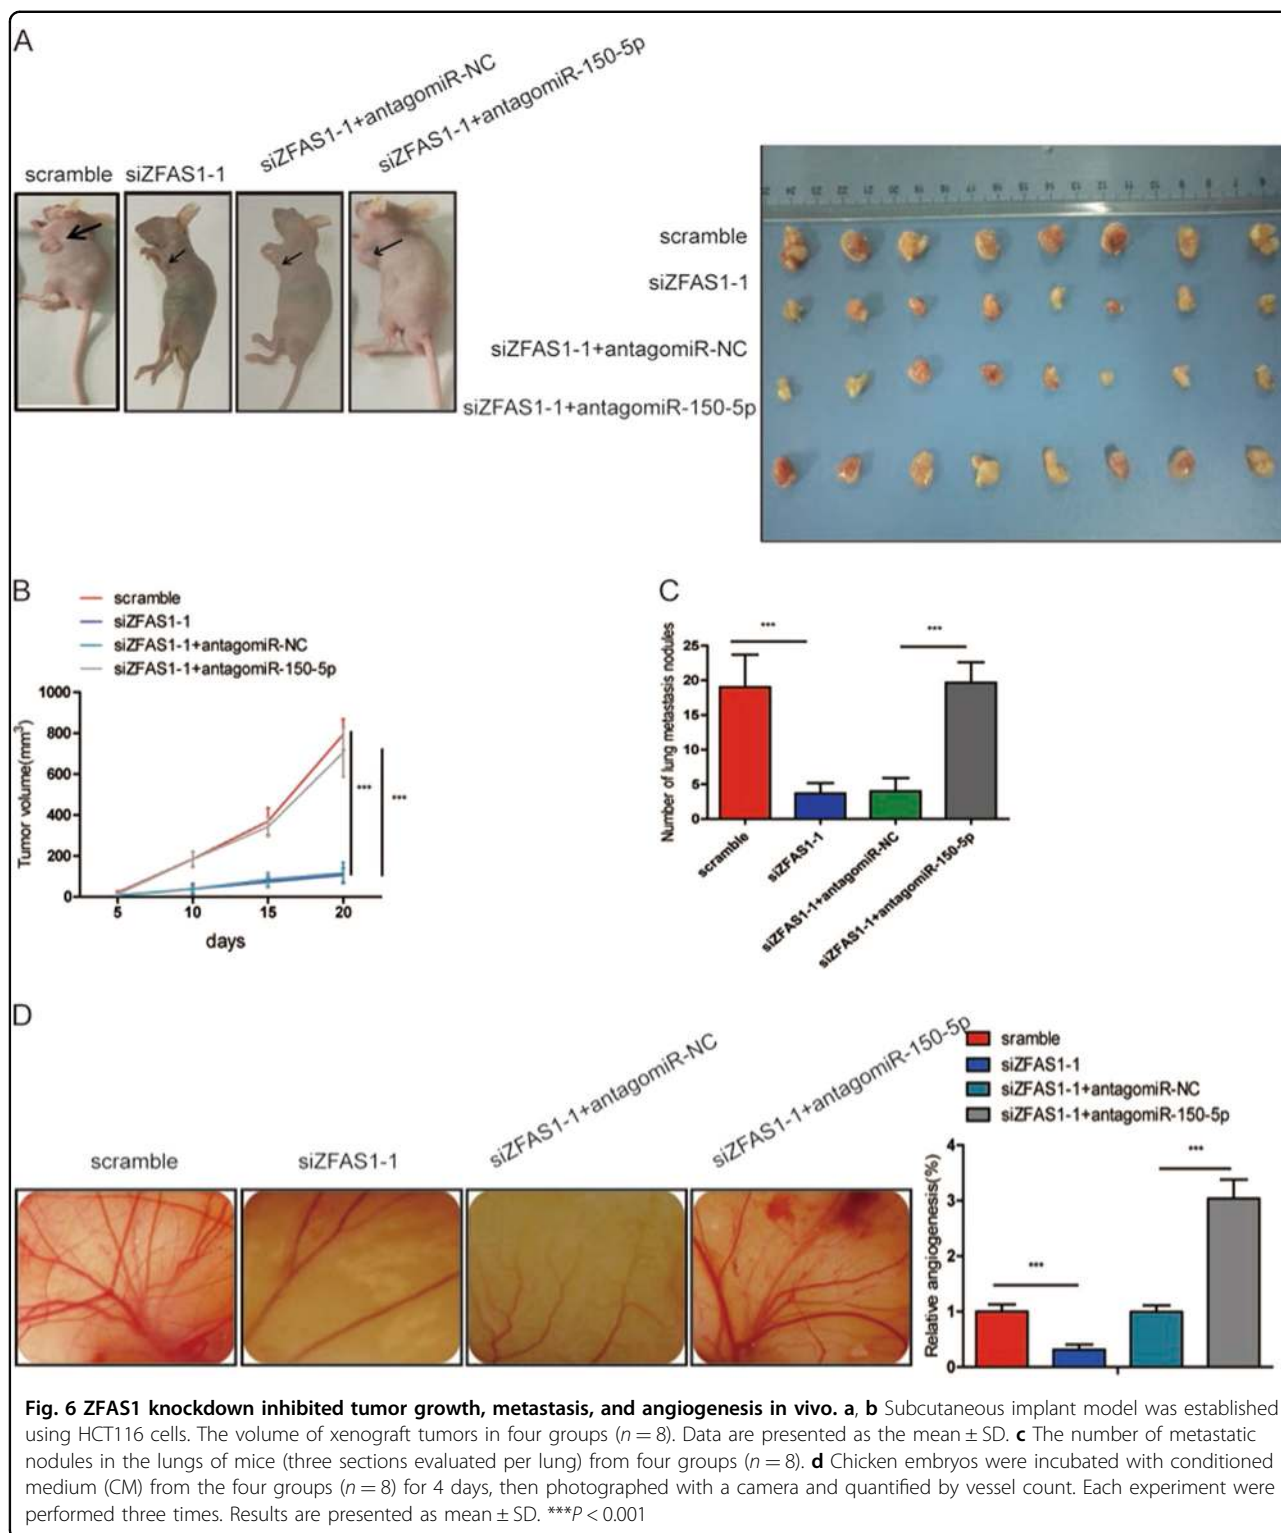 A
siZFAS1-1+antagomiR-NC
siZFAS1-1+antagomiR-150-5p
scramble siZFAS1-1
scramble
siZFAS1-1
siZFAS1-1+antagomiR-NC
siZFAS1-1+antagomiR-150-5p
B
scramble
siZFAS1-1
siZFAS1-1+antagomiR-NC
siZFAS1-1+antagomiR-150-5p
Tumor volume(mm³)
1000
800
600
400
200
0
5 10 15 20
days
***
***
C
Number of lung metastasis nodules
25
20
15
10
5
0
***
***
scramble
siZFAS1-1
siZFAS1-1+antagomiR-NC
siZFAS1-1+antagomiR-150-5p
D
scramble
siZFAS1-1
siZFAS1-1+antagomiR-NC
siZFAS1-1+antagomiR-150-5p
sramble
siZFAS1-1
siZFAS1-1+antagomiR-NC
siZFAS1-1+antagomiR-150-5p
Relative angiogenesis(%)
4
3
2
1
0
***
***
Fig. 6 ZFAS1 knockdown inhibited tumor growth, metastasis, and angiogenesis in vivo. a, b Subcutaneous implant model was established
using HCT116 cells. The volume of xenograft tumors in four groups (n = 8). Data are presented as the mean ± SD. c The number of metastatic
nodules in the lungs of mice (three sections evaluated per lung) from four groups (n = 8). d Chicken embryos were incubated with conditioned
medium (CM) from the four groups (n = 8) for 4 days, then photographed with a camera and quantified by vessel count. Each experiment were
performed three times. Results are presented as mean ± SD. ***P < 0.001